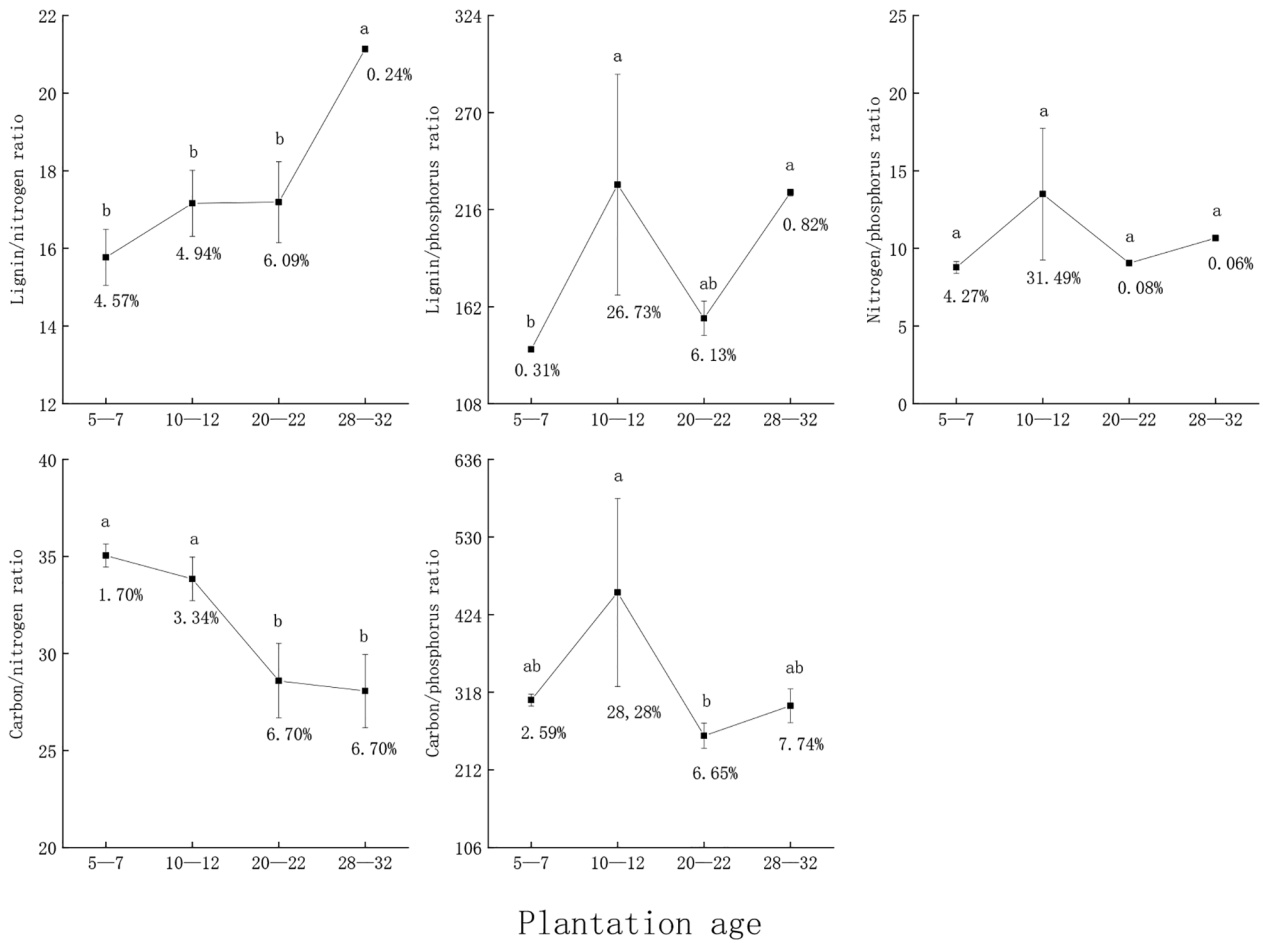 Lignin/nitrogen ratio
22
20
18
16
14
12
b
b
b
a
4.57%
4.94%
6.09%
0.24%
5—7
10—12
20—22
28—32
Lignin/phosphorus ratio
324
270
216
162
108
b
a
ab
a
0.31%
26.73%
6.13%
0.82%
5—7
10—12
20—22
28—32
Nitrogen/phosphorus ratio
25
20
15
10
5
0
a
a
a
a
4.27%
31.49%
0.08%
0.06%
5—7
10—12
20—22
28—32
Carbon/nitrogen ratio
40
35
30
25
20
a
a
b
b
1.70%
3.34%
6.70%
6.70%
5—7
10—12
20—22
28—32
Carbon/phosphorus ratio
636
530
424
318
212
106
ab
a
b
ab
2.59%
28,28%
6.65%
7.74%
5—7
10—12
20—22
28—32
Plantation age